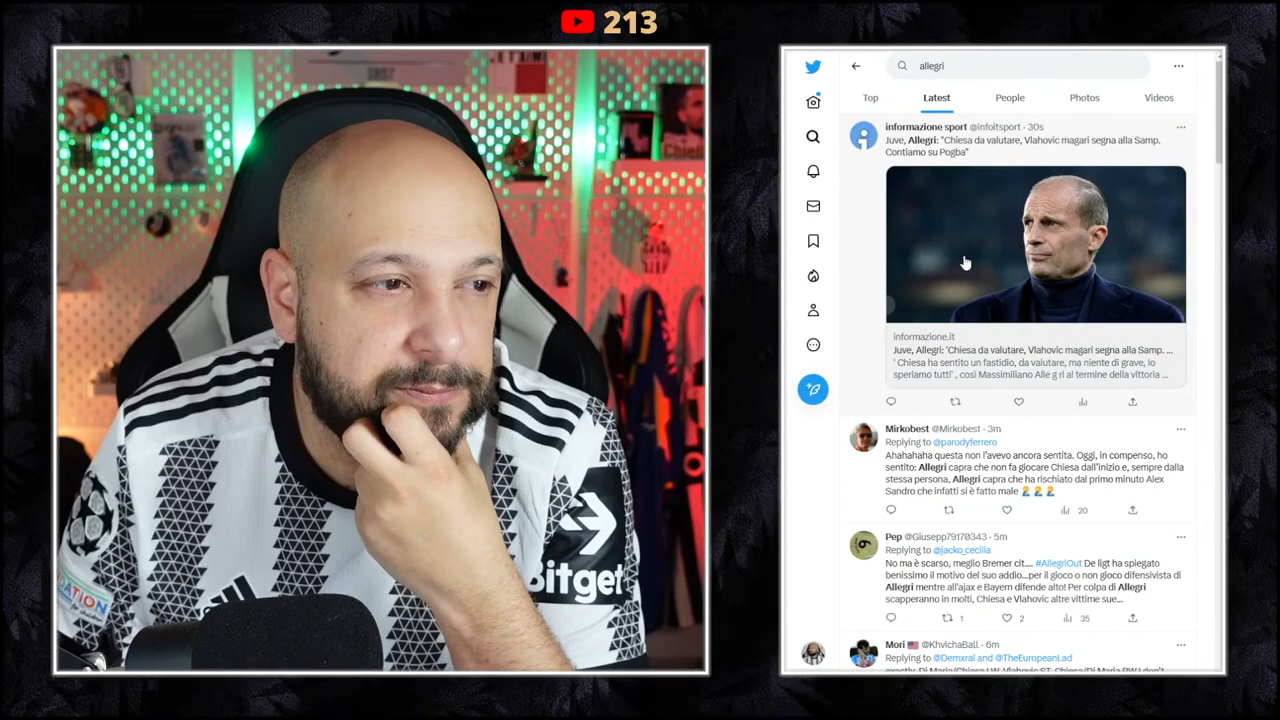 213
1897
Bitget
allegri
Top
Latest
People
Photos
Videos
informazione sport @infoitsport · 30s
Juve, Allegri: "Chiesa da valutare, Vlahovic magari segna alla Samp.
Contiamo su Pogba"
informazione.it
Juve, Allegri: 'Chiesa da valutare, Vlahovic magari segna alla Samp. ...
' Chiesa ha sentito un fastidio, da valutare, ma niente di grave, lo
speriamo tutti' , così Massimiliano Alle g ri al termine della vittoria ...
Mirkobest @Mirkobest · 3m
Replying to @parodyferrero
Ahahahaha questa non l'avevo ancora sentita. Oggi, in compenso, ho
sentito: Allegri capra che non fa giocare Chiesa dall'inizio e, sempre dalla
stessa persona, Allegri capra che ha rischiato dal primo minuto Alex
Sandro che infatti si è fatto male 🤦‍♂️🤦‍♂️🤦‍♂️
20
Pep @Giusepp79170343 · 5m
Replying to @jacko_cecilia
No ma è scarso, meglio Bremer cit.... #AllegriOut De ligt ha spiegato
benissimo il motivo del suo addio...per il gioco o non gioco difensivista di
Allegri mentre all'ajax e Bayern difende alto! Per colpa di Allegri
scapperanno in molti, Chiesa e Vlahovic altre vittime sue...
1
2
35
Mori 🇺🇸 @KhvichaBall · 6m
Replying to @Demxrai and @TheEuropeanLad